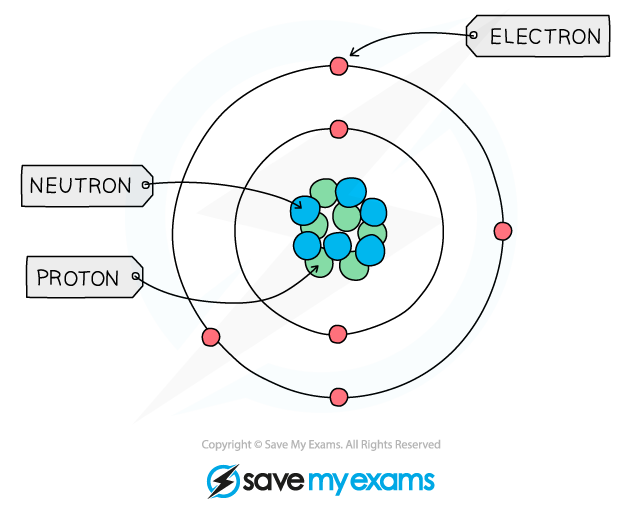 ELECTRON
NEUTRON
PROTON
Copyright © Save My Exams. All Rights Reserved
save my exams